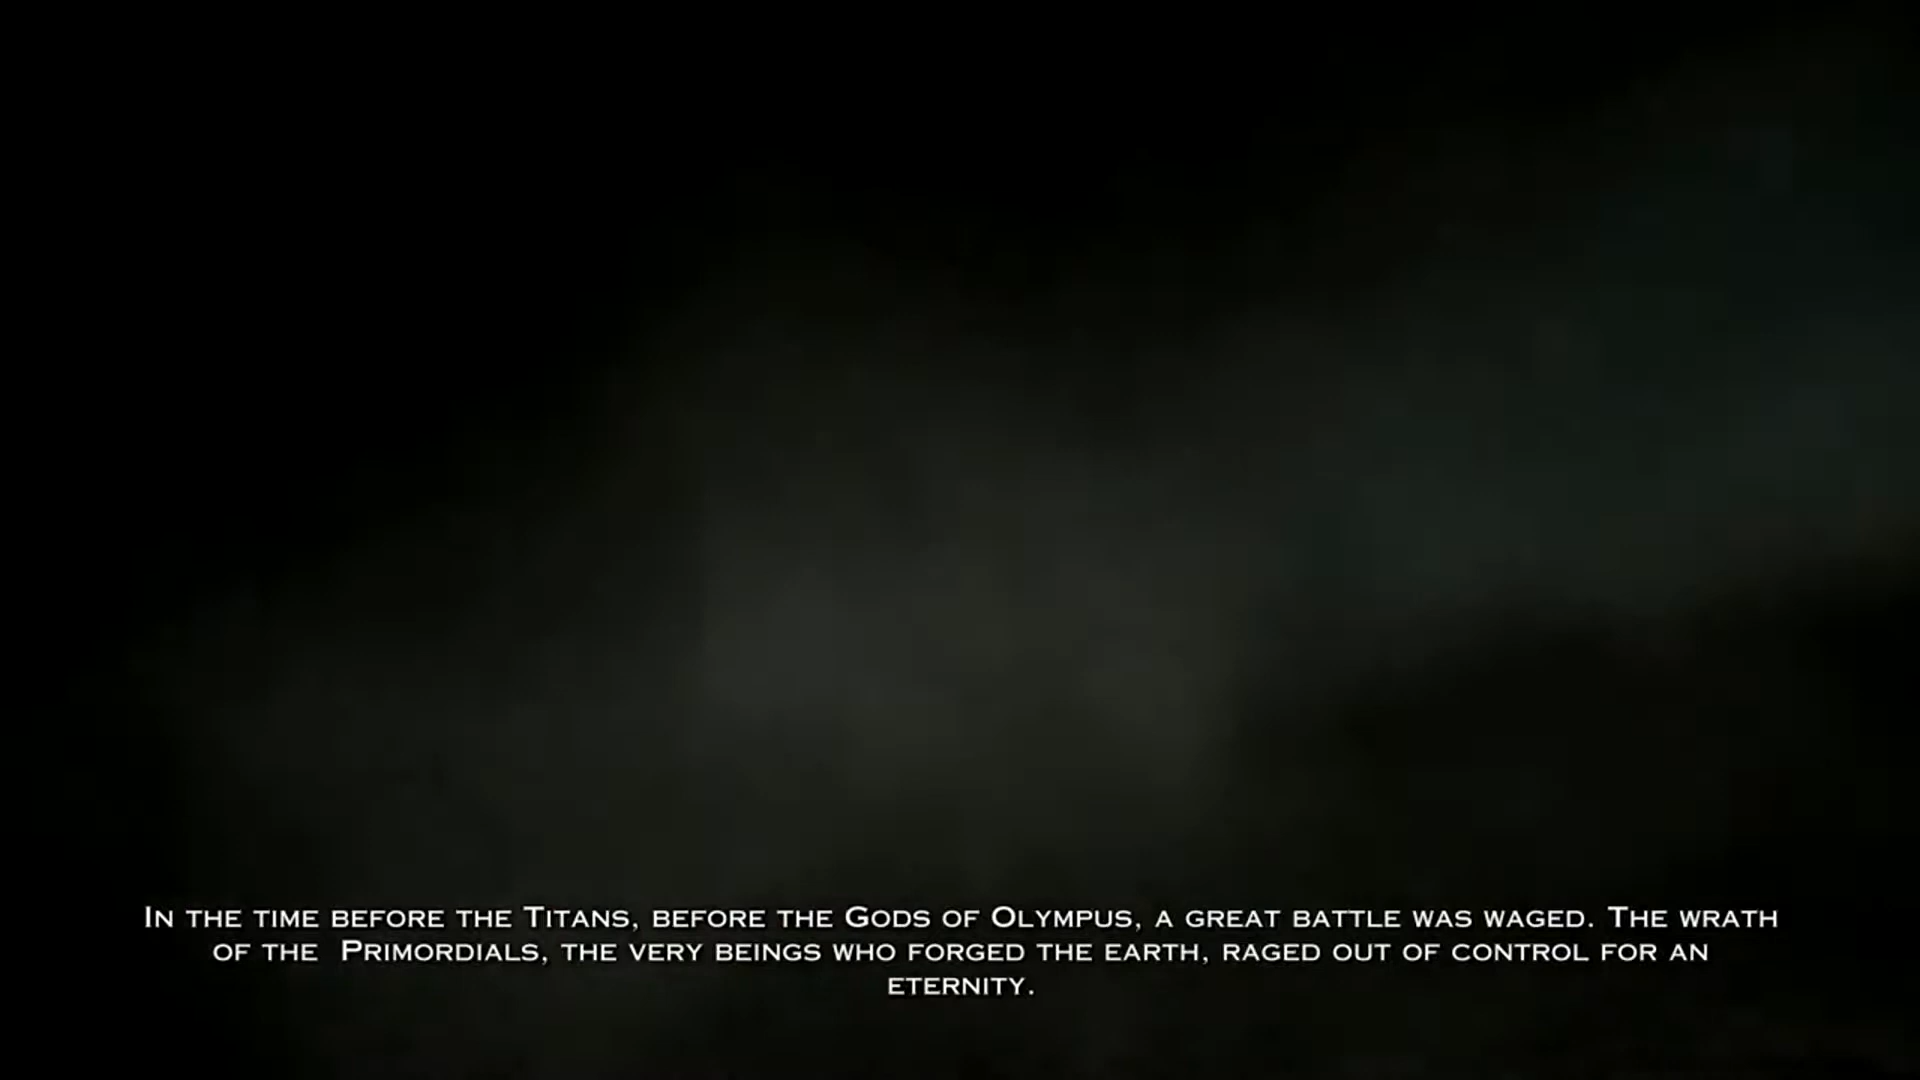 In the time before the Titans, before the Gods of Olympus, a great battle was waged. The wrath
of the  Primordials, the very beings who forged the earth, raged out of control for an
eternity.